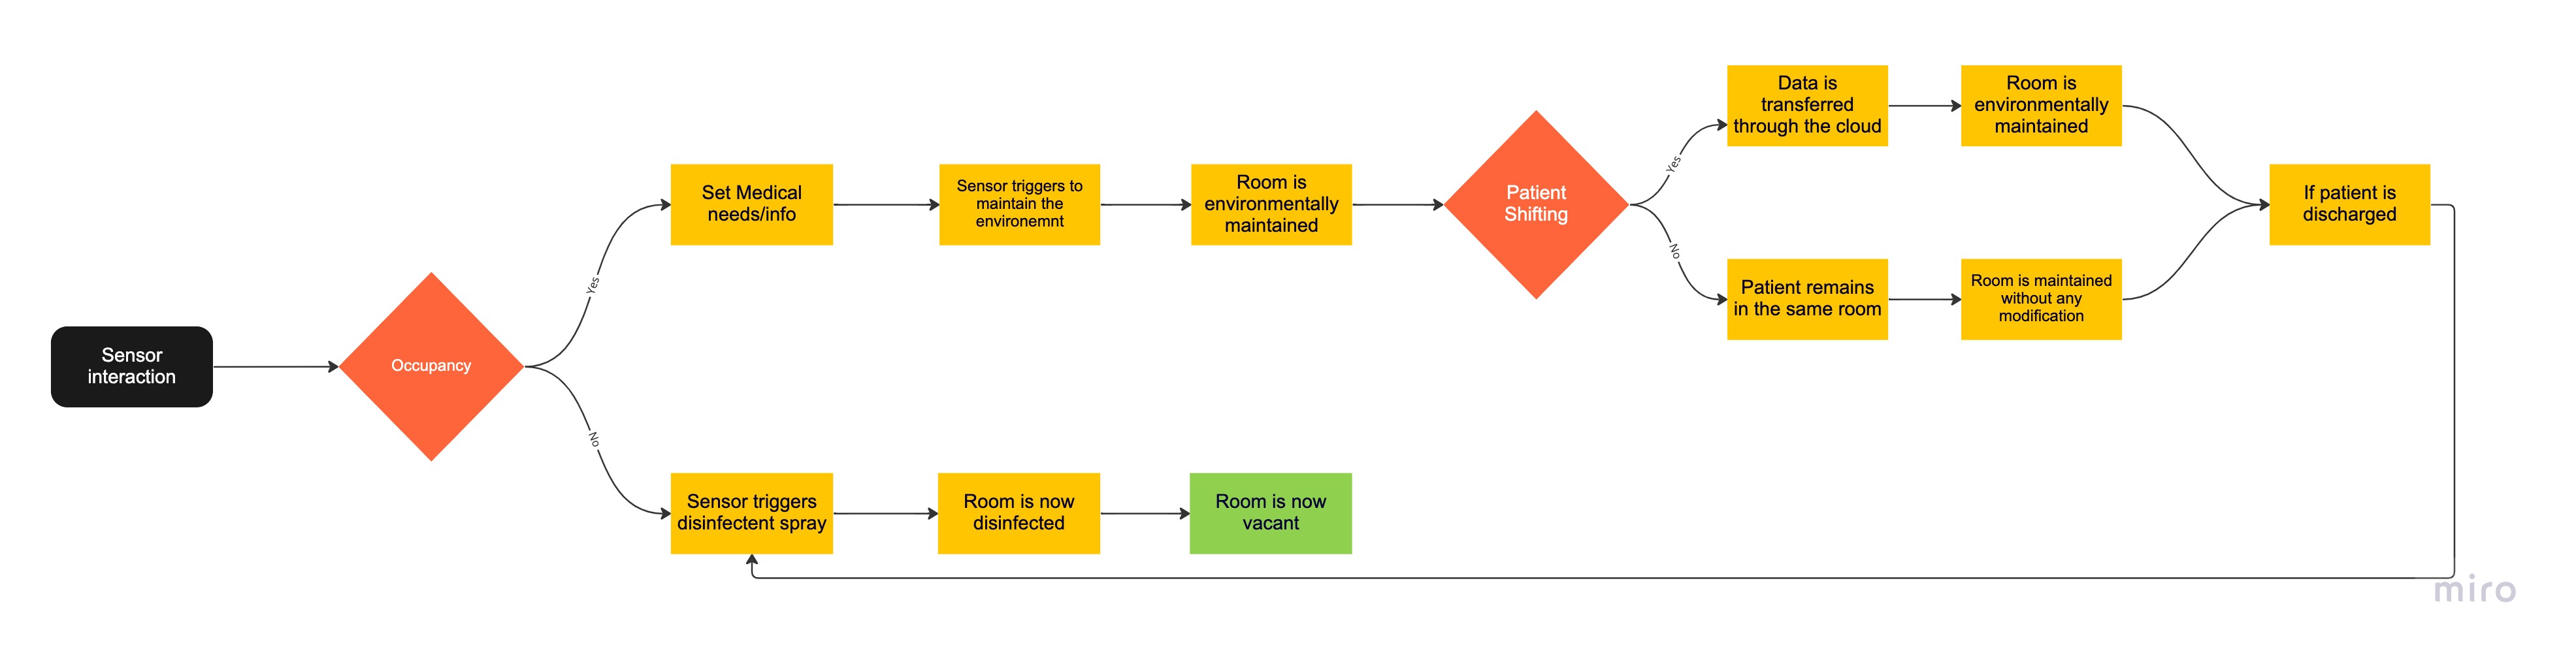 Sensor
interaction
Occupancy
Yes
No
Set Medical
needs/info
Sensor triggers to
maintain the
environemnt
Room is
environmentally
maintained
Patient
Shifting
Yes
No
Data is
transferred
through the cloud
Room is
environmentally
maintained
Patient remains
in the same room
Room is maintained
without any
modification
If patient is
discharged
Sensor triggers
disinfectent spray
Room is now
disinfected
Room is now
vacant
miro